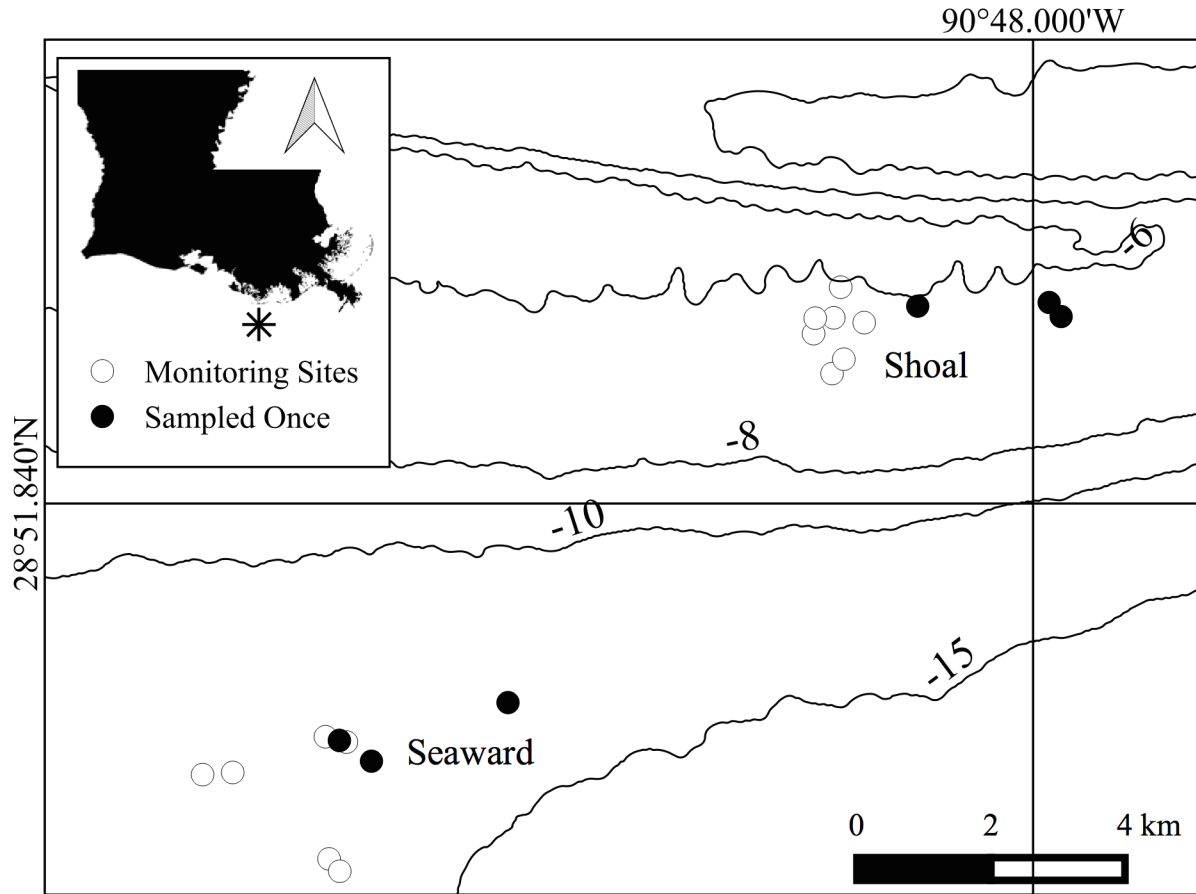 90°48.000'W
Monitoring Sites
Sampled Once
-6
Shoal
-8
28°51.840'N
-10
-15
Seaward
0 2 4 km